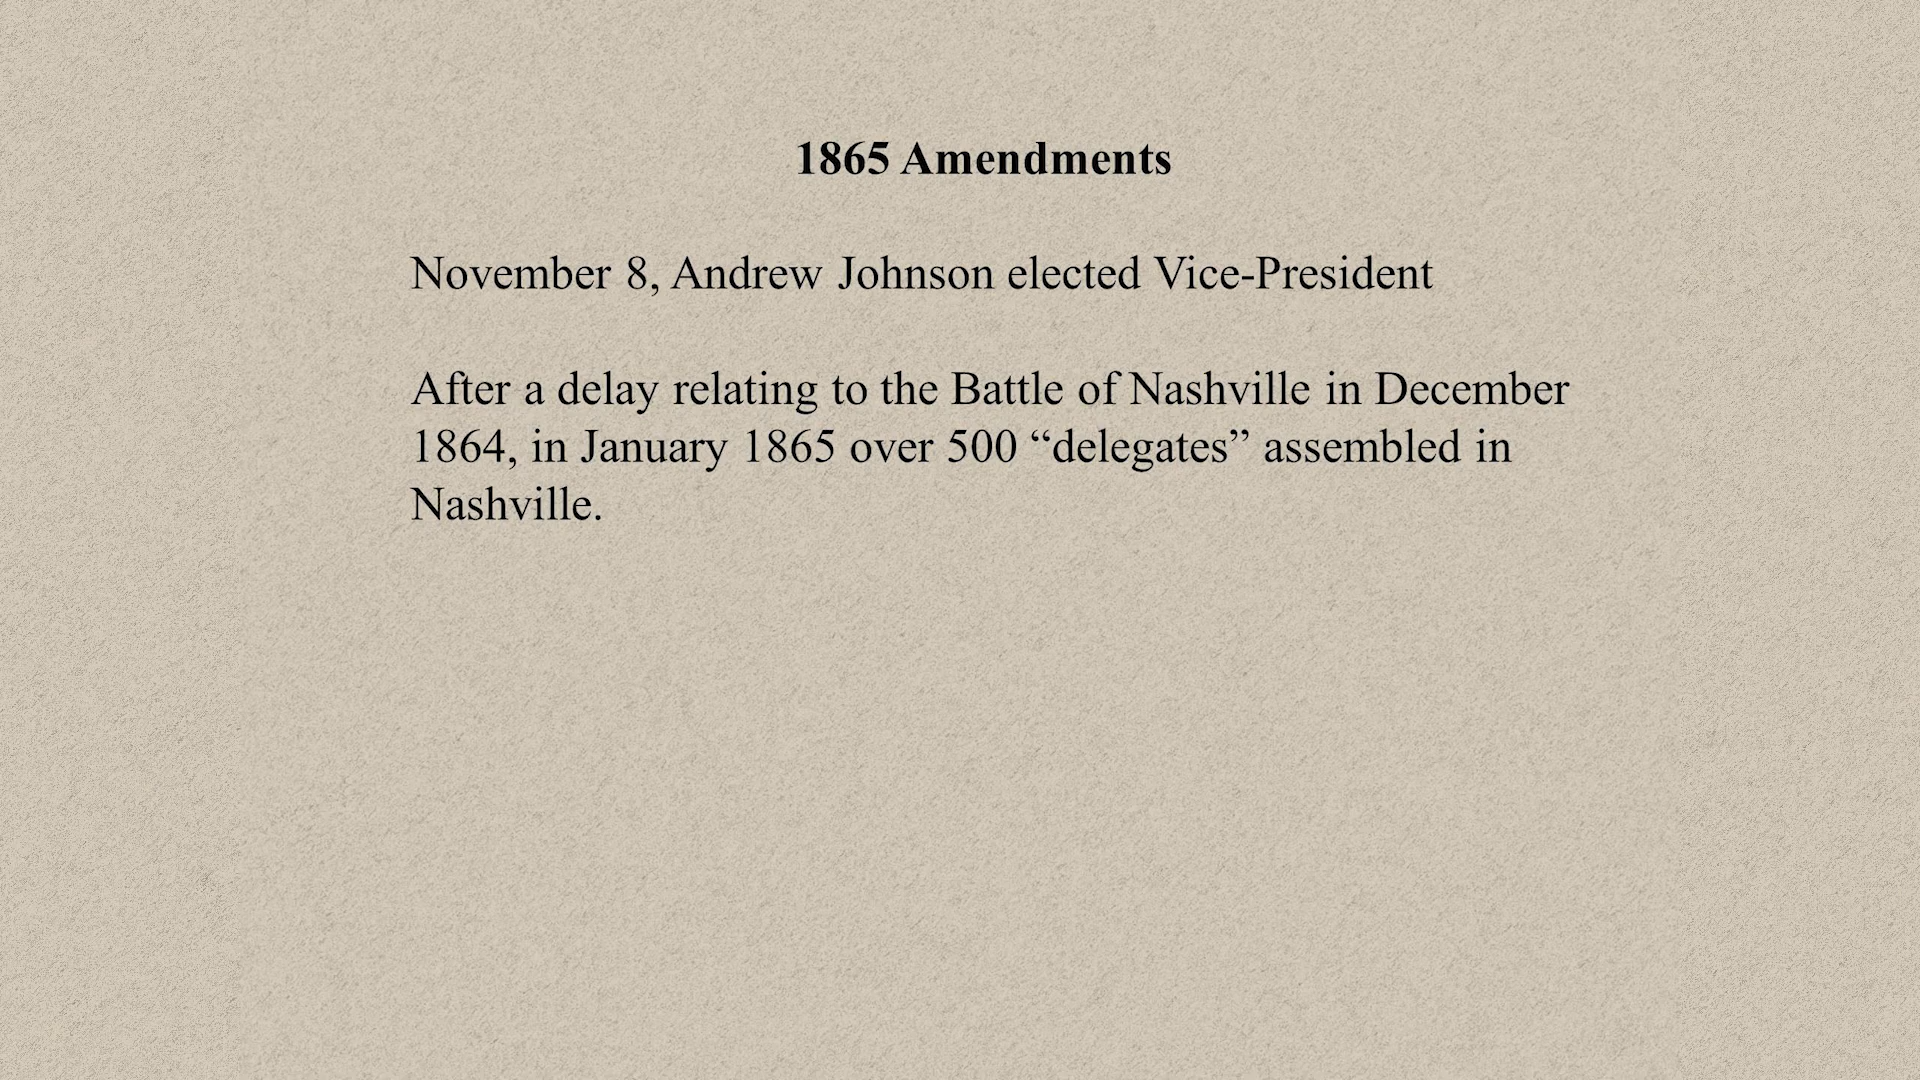 1865 Amendments
November 8, Andrew Johnson elected Vice-President
After a delay relating to the Battle of Nashville in December
1864, in January 1865 over 500 “delegates” assembled in
Nashville.